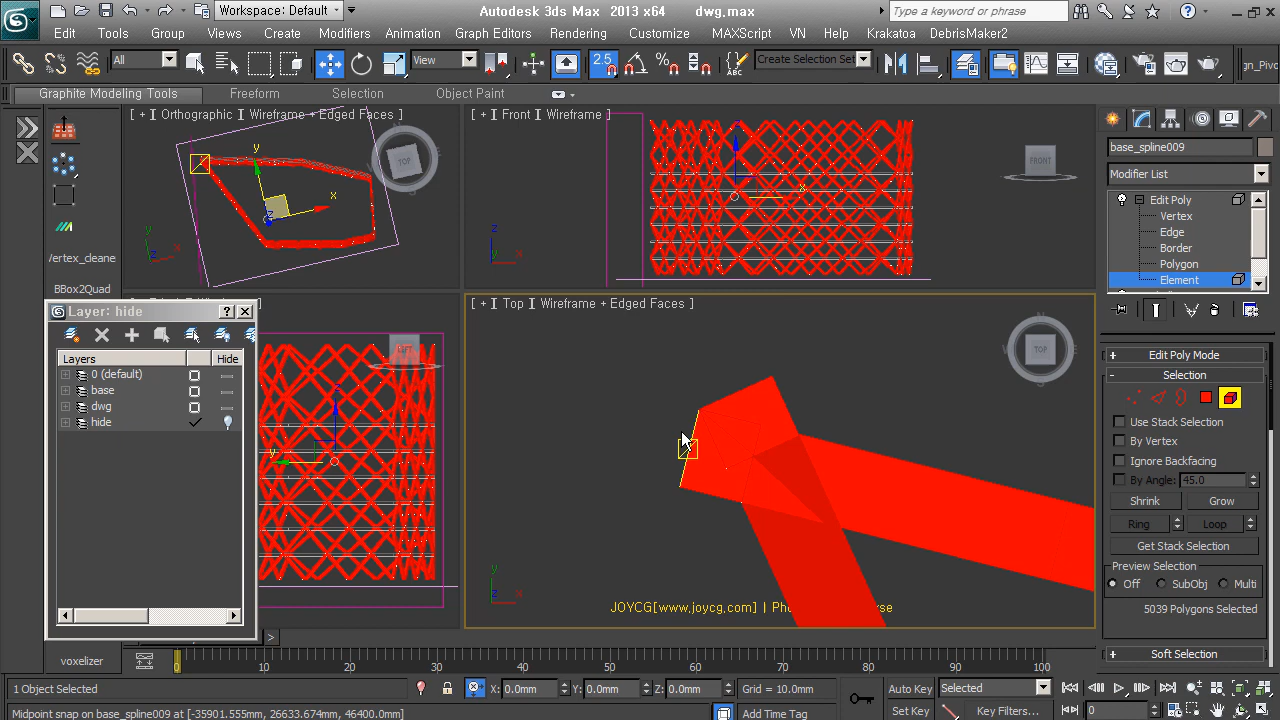 Workspace: Default
Autodesk 3ds Max 2013 x64 dwg.max
Type a keyword or phrase
Edit Tools Group Views Create Modifiers Animation Graph Editors Rendering Customize MAXScript VN Help Krakatoa DebrisMaker2
All
View
2.5
Create Selection Set
gn_Pivo
Graphite Modeling Tools Freeform Selection Object Paint
[ + ] Orthographic ] Wireframe + Edged Faces ]
TOP
y
x
z
[ + ] Front ] Wireframe ]
FRONT
x
z
base_spline009
Modifier List
Edit Poly
Vertex
Edge
Border
Polygon
Element
/ertex_deane
BBox2Quad
Layer: hide
Layers Hide
0 (default)
base
dwg
hide
LEFT
y
[ + ] Top ] Wireframe + Edged Faces ]
TOP
y
x
z
JOYCG[www.joycg.com] | Pho
erse
Edit Poly Mode
Selection
Use Stack Selection
By Vertex
Ignore Backfacing
By Angle: 45.0
Shrink Grow
Ring Loop
Get Stack Selection
Preview Selection
Off SubObj Multi
5039 Polygons Selected
Soft Selection
voxelizer
0 10 20 30 40 50 60 70 80 90 100
1 Object Selected
X: 0.0mm Y: 0.0mm Z: 0.0mm
Grid = 10.0mm
Auto Key Selected
Midpoint snap on base_spline009 at [-35901.555mm, 26633.674mm, 46400.0mm]
Add Time Tag
Set Key Key Filters...
0